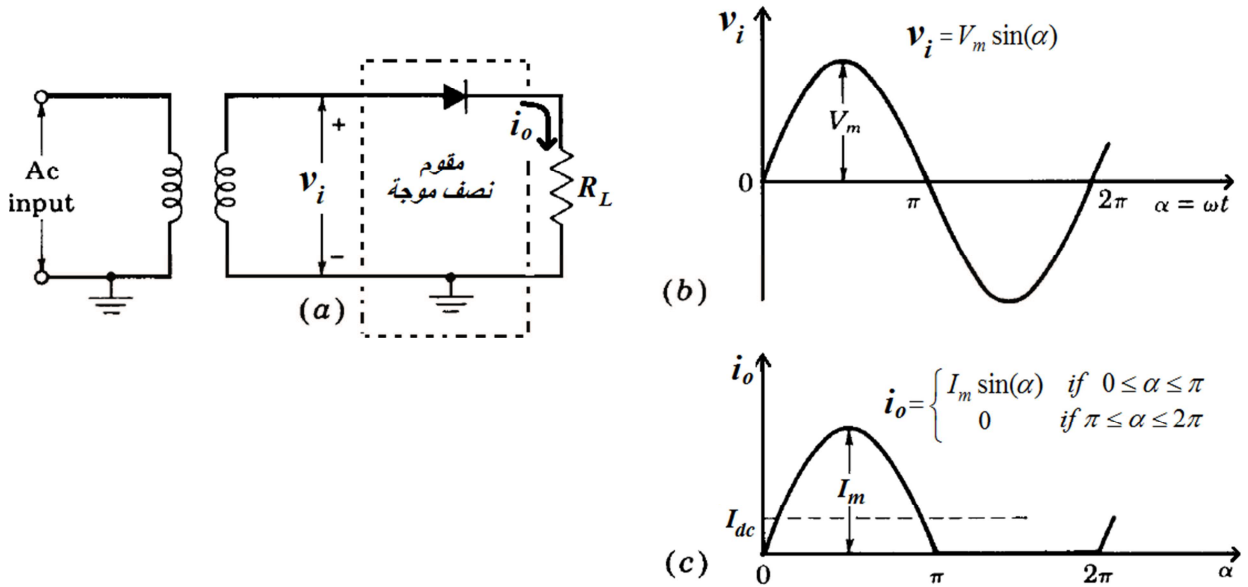 Ac
input
v_i
+
−
مقوم
نصف موجة
i_o
R_L
(a)
v_i
v_i = V_m sin(α)
V_m
0
π
2π
α = ωt
(b)
i_o
i_o = { I_m sin(α) if 0 ≤ α ≤ π
0 if π ≤ α ≤ 2π
I_m
I_dc
(c)
0
π
2π
α